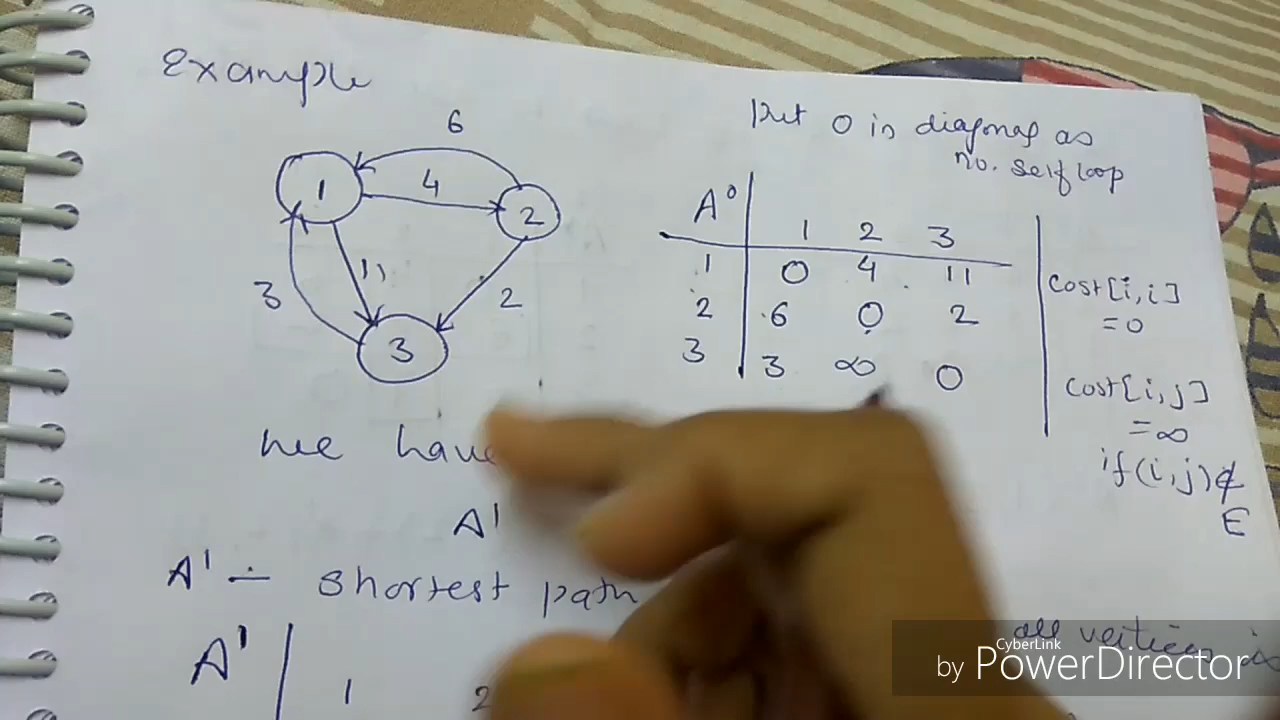 Example
Put 0 in diagonal as
no. self loop
6
4
1
2
11
3
2
3
A⁰ 1 2 3
1 0 4 11
2 6 0 2
3 3 ∞ 0
Cost[i,i]
= 0
Cost[i,j]
= ∞
if(i,j)∉
E
we have
A¹
A¹ – shortest path
all vertices
A¹
1 2
CyberLink
by PowerDirector